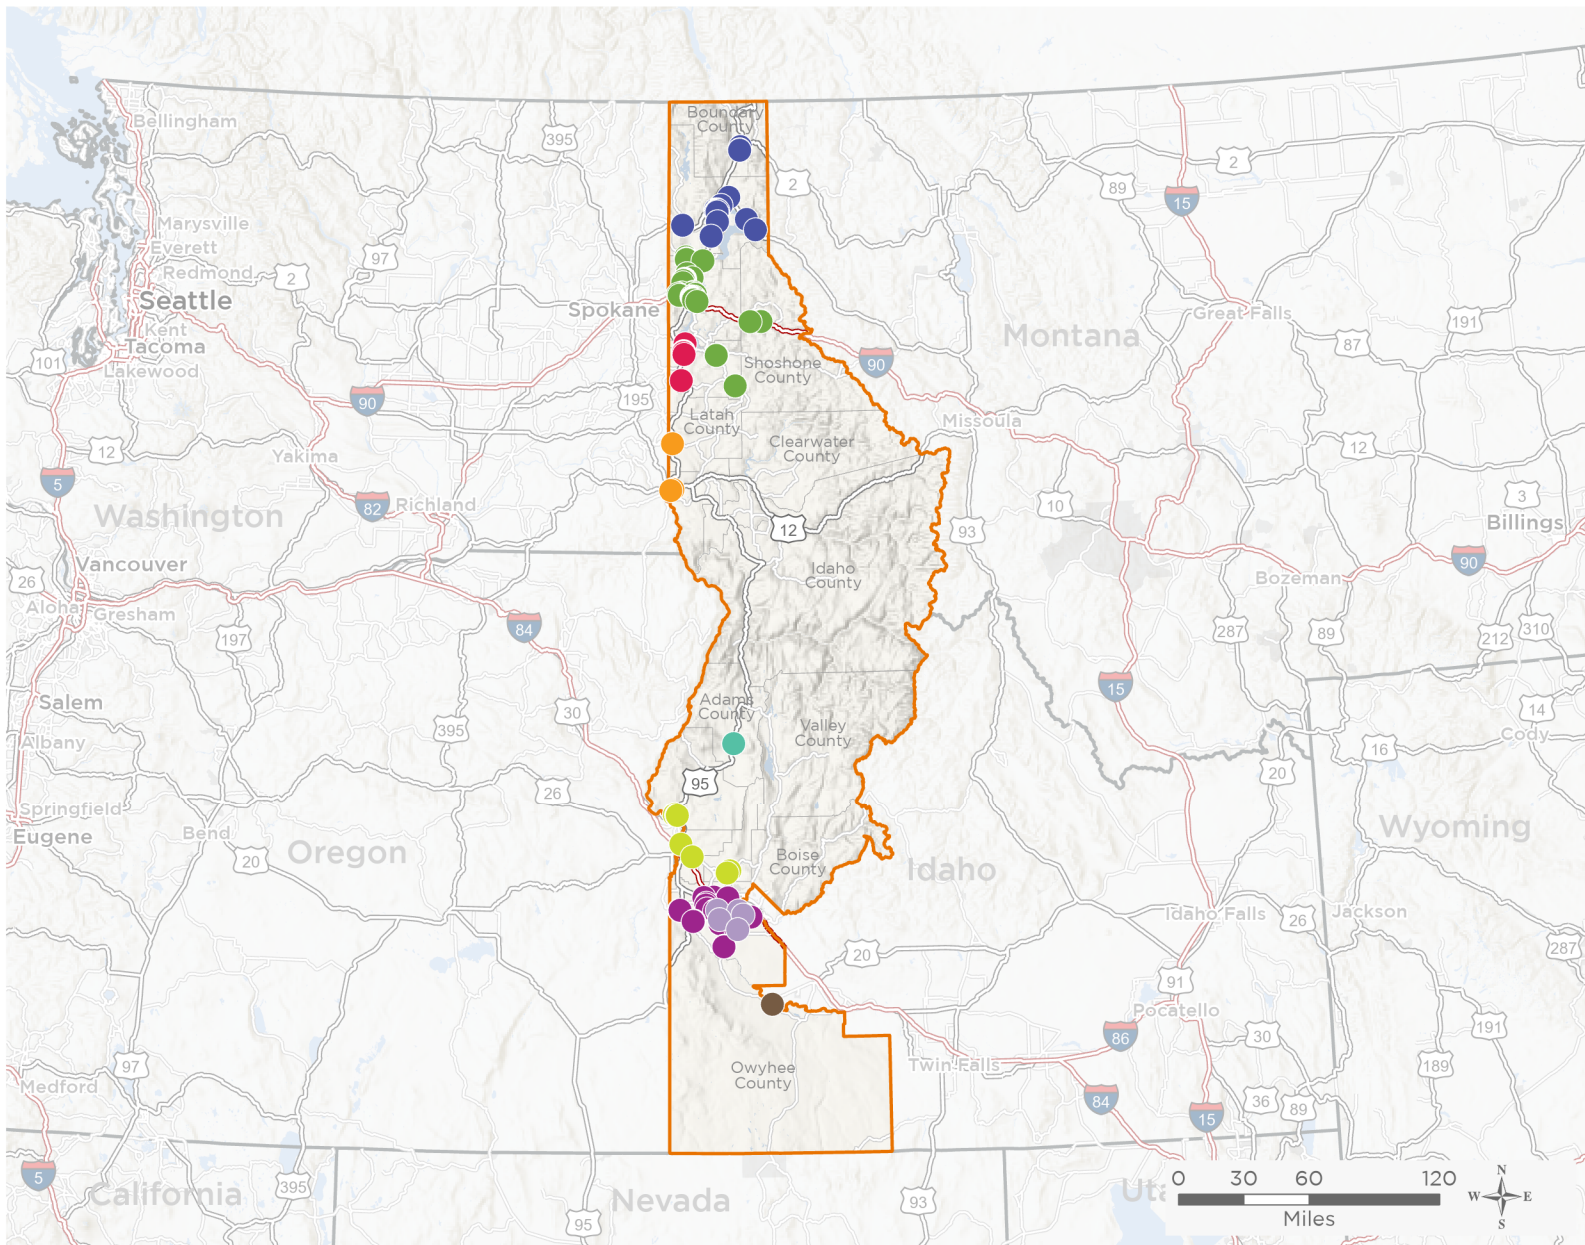 Boundary
County
Bellingham
395
2
89
2
15
Marysville
Everett
97
Redmond
2
Seattle
Spokane
Kent
Tacoma
Lakewood
101
Great Falls
Montana
191
87
90
Shoshone
County
195
90
Latah
County
Missoula
Clearwater
County
12
12
Yakima
5
82
Richland
10
3
Washington
Billings
12
93
Vancouver
26
Idaho
County
90
Bozeman
Aloha
Gresham
84
197
287
89
212
310
15
Salem
Adams
County
30
14
395
Valley
County
Cody
Albany
16
20
95
26
Springfield
Eugene
Bend
20
Oregon
Boise
County
Idaho
Wyoming
Idaho Falls
26
Jackson
20
287
91
Pocatello
191
86
30
97
Twin Falls
189
Owyhee
County
Medford
84
36
89
15
5
California
395
Nevada
93
95
Uta
0 30 60 120
Miles
N
W E
S